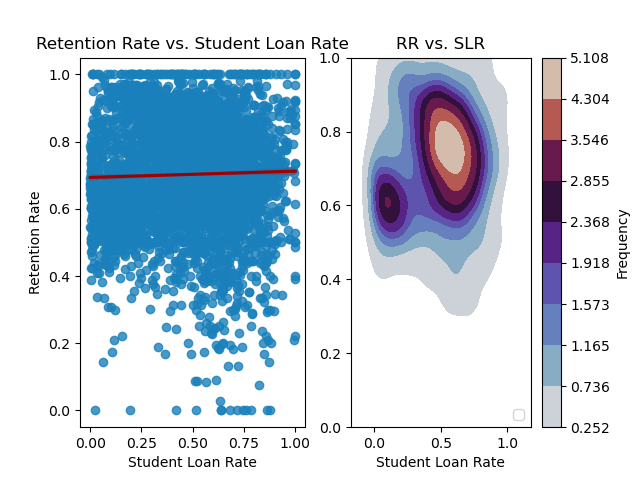 Retention Rate vs. Student Loan Rate
RR vs. SLR
1.0
0.8
0.6
0.4
0.2
0.0
Retention Rate
0.00 0.25 0.50 0.75 1.00
Student Loan Rate
1.0
0.8
0.6
0.4
0.2
0.0
0.0 0.5 1.0
Student Loan Rate
5.108
4.304
3.546
2.855
2.368
1.918
1.573
1.165
0.736
0.252
Frequency